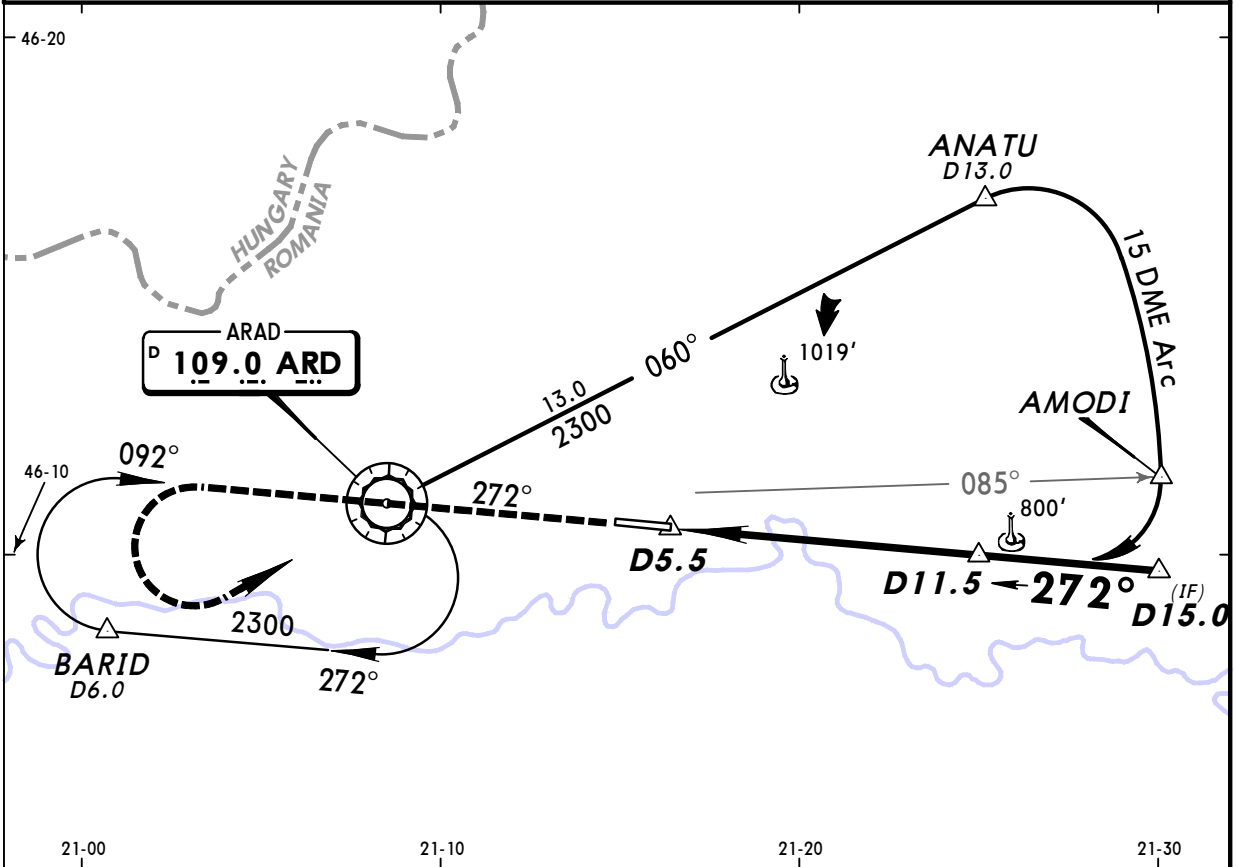 46-20
ANATU
D13.0
HUNGARY
ROMANIA
15 DME Arc
ARAD
D 109.0 ARD
060°
1019'
13.0
2300
AMODI
092°
46-10
272°
085°
800'
D5.5
D11.5
272°
(IF)
D15.0
2300
BARID
D6.0
272°
21-00
21-10
21-20
21-30